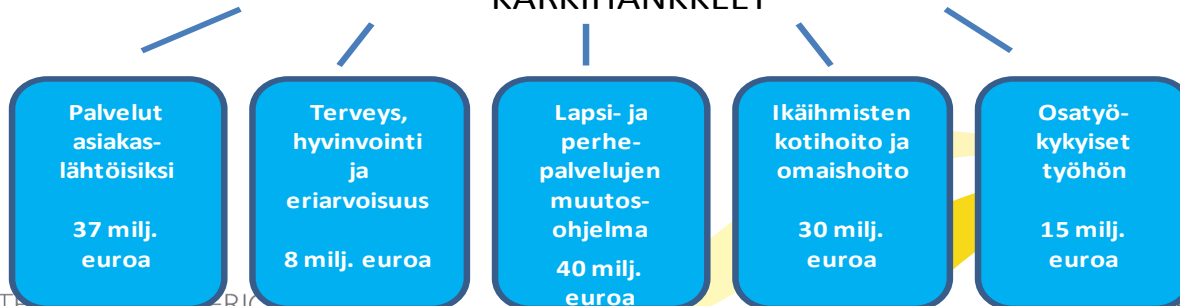 KÄRKIHANKKEET
Palvelut
asiakas-
lähtöisiksi
37 milj.
euroa
Terveys,
hyvinvointi
ja
eriarvoisuus
8 milj. euroa
Lapsi- ja
perhe-
palvelujen
muutos-
ohjelma
40 milj.
euroa
Ikäihmisten
kotihoito ja
omaishoito
30 milj.
euroa
Osatyö-
kykyiset
työhön
15 milj.
euroa